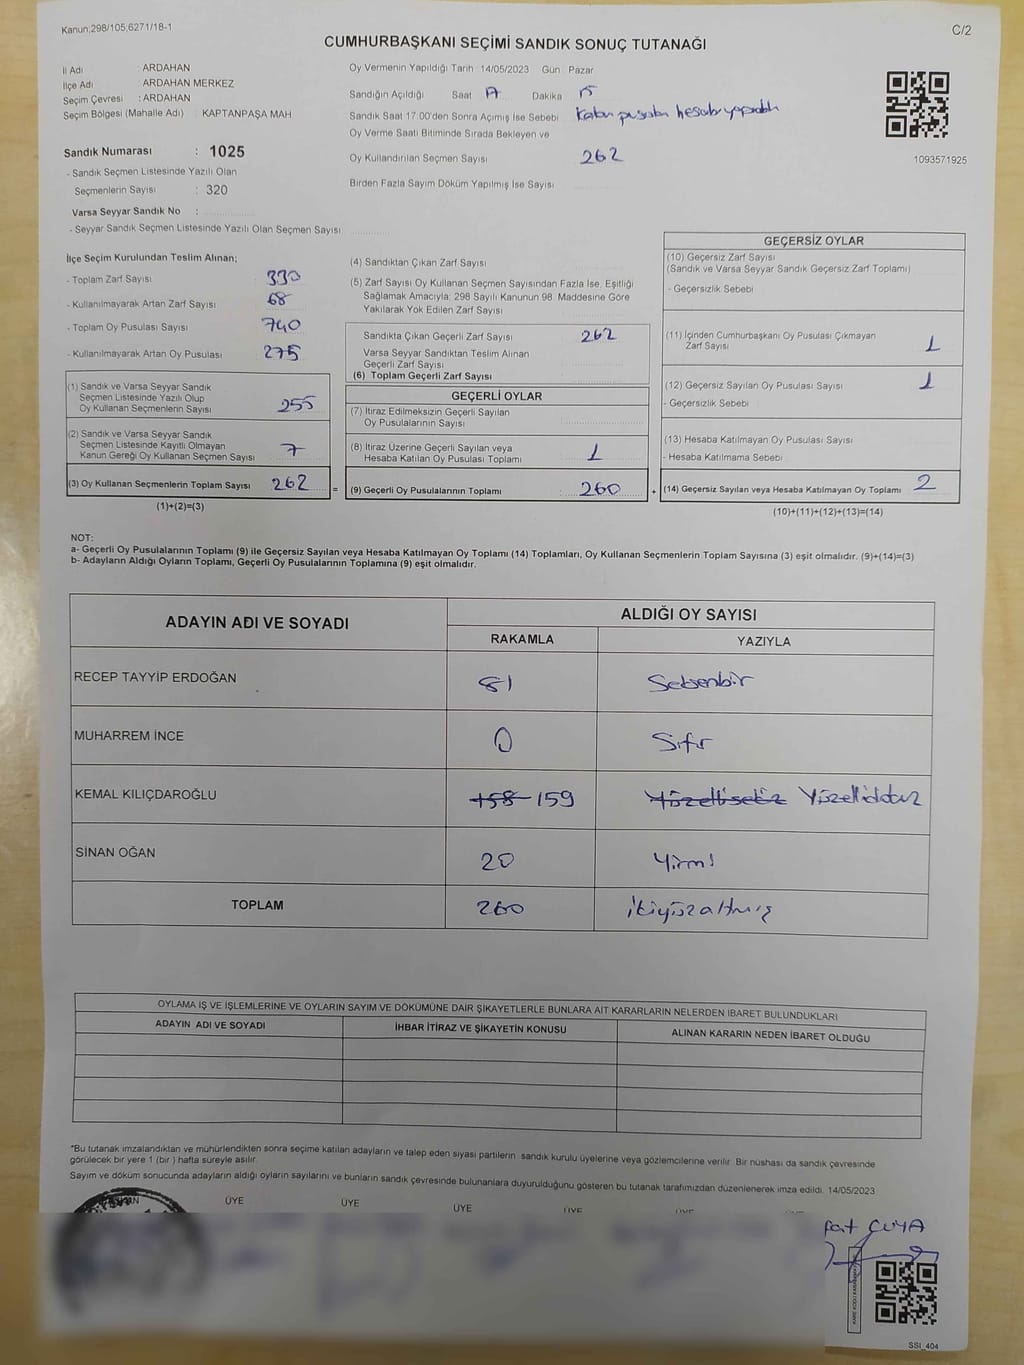 Kanun;298/105;6271/18-1
C/2
CUMHURBAŞKANI SEÇİMİ SANDIK SONUÇ TUTANAĞI
İl Adı : ARDAHAN
İlçe Adı : ARDAHAN MERKEZ
Seçim Çevresi : ARDAHAN
Seçim Bölgesi (Mahalle Adı) : KAPTANPAŞA MAH
Sandık Numarası : 1025
- Sandık Seçmen Listesinde Yazılı Olan
Seçmenlerin Sayısı : 320
Varsa Seyyar Sandık No :
- Seyyar Sandık Seçmen Listesinde Yazılı Olan Seçmen Sayısı
Oy Vermenin Yapıldığı Tarih : 14/05/2023 Gün : Pazar
Sandığın Açıldığı Saat 17 Dakika 15
Sandık Saat 17:00'den Sonra Açılmış İse Sebebi Kalan pusula hesabı yapıldı
Oy Verme Saati Bitiminde Sırada Bekleyen ve
Oy Kullandırılan Seçmen Sayısı 262
Birden Fazla Sayım Döküm Yapılmış İse Sayısı
1093571925
İlçe Seçim Kurulundan Teslim Alınan;
- Toplam Zarf Sayısı : 330
- Kullanılmayarak Artan Zarf Sayısı : 68
- Toplam Oy Pusulası Sayısı : 740
- Kullanılmayarak Artan Oy Pusulası : 275
(1) Sandık ve Varsa Seyyar Sandık
Seçmen Listesinde Yazılı Olup
Oy Kullanan Seçmenlerin Sayısı 255
(2) Sandık ve Varsa Seyyar Sandık
Seçmen Listesinde Kayıtlı Olmayan
Kanun Gereği Oy Kullanan Seçmen Sayısı 7
(3) Oy Kullanan Seçmenlerin Toplam Sayısı 262 =
(1)+(2)=(3)
(4) Sandıktan Çıkan Zarf Sayısı
(5) Zarf Sayısı Oy Kullanan Seçmen Sayısından Fazla İse, Eşitliği
Sağlamak Amacıyla; 298 Sayılı Kanunun 98. Maddesine Göre
Yakılarak Yok Edilen Zarf Sayısı
Sandıkta Çıkan Geçerli Zarf Sayısı 262
Varsa Seyyar Sandıktan Teslim Alınan
Geçerli Zarf Sayısı
(6) Toplam Geçerli Zarf Sayısı
GEÇERLİ OYLAR
(7) İtiraz Edilmeksizin Geçerli Sayılan
Oy Pusulalarının Sayısı
(8) İtiraz Üzerine Geçerli Sayılan veya
Hesaba Katılan Oy Pusulası Toplamı 1
(9) Geçerli Oy Pusulalarının Toplamı : 260 +
GEÇERSİZ OYLAR
(10) Geçersiz Zarf Sayısı
(Sandık ve Varsa Seyyar Sandık Geçersiz Zarf Toplamı)
- Geçersizlik Sebebi
(11) İçinden Cumhurbaşkanı Oy Pusulası Çıkmayan
Zarf Sayısı 1
(12) Geçersiz Sayılan Oy Pusulası Sayısı 1
- Geçersizlik Sebebi
(13) Hesaba Katılmayan Oy Pusulası Sayısı
- Hesaba Katılmama Sebebi
(14) Geçersiz Sayılan veya Hesaba Katılmayan Oy Toplamı 2
(10)+(11)+(12)+(13)=(14)
NOT:
a- Geçerli Oy Pusulalarının Toplamı (9) ile Geçersiz Sayılan veya Hesaba Katılmayan Oy Toplamı (14) Toplamları, Oy Kullanan Seçmenlerin Toplam Sayısına (3) eşit olmalıdır. (9)+(14)=(3)
b- Adayların Aldığı Oyların Toplamı, Geçerli Oy Pusulalarının Toplamına (9) eşit olmalıdır.
ADAYIN ADI VE SOYADI
ALDIĞI OY SAYISI
RAKAMLA YAZIYLA
RECEP TAYYİP ERDOĞAN 81 Seksenbir
MUHARREM İNCE 0 Sıfır
KEMAL KILIÇDAROĞLU 158 159 Yüzellisekiz Yüzellidokuz
SİNAN OĞAN 20 Yirmi
TOPLAM 260 ikiyüzaltmış
OYLAMA İŞ VE İŞLEMLERİNE VE OYLARIN SAYIM VE DÖKÜMÜNE DAİR ŞİKAYETLERLE BUNLARA AİT KARARLARIN NELERDEN İBARET BULUNDUKLARI
ADAYIN ADI VE SOYADI İHBAR İTİRAZ VE ŞİKAYETİN KONUSU ALINAN KARARIN NEDEN İBARET OLDUĞU
*Bu tutanak imzalandıktan ve mühürlendikten sonra seçime katılan adayların ve talep eden siyasi partilerin sandık kurulu üyelerine veya gözlemcilerine verilir. Bir nüshası da sandık çevresinde
görülecek bir yere 1 (bir ) hafta süreyle asılır.
Sayım ve döküm sonucunda adayların aldığı oyların sayılarını ve bunların sandık çevresinde bulunanlara duyurulduğunu gösteren bu tutanak tarafımızdan düzenlenerek imza edildi. 14/05/2023
ÜYE ÜYE ÜYE ÜYE ÜYE
SSI_404